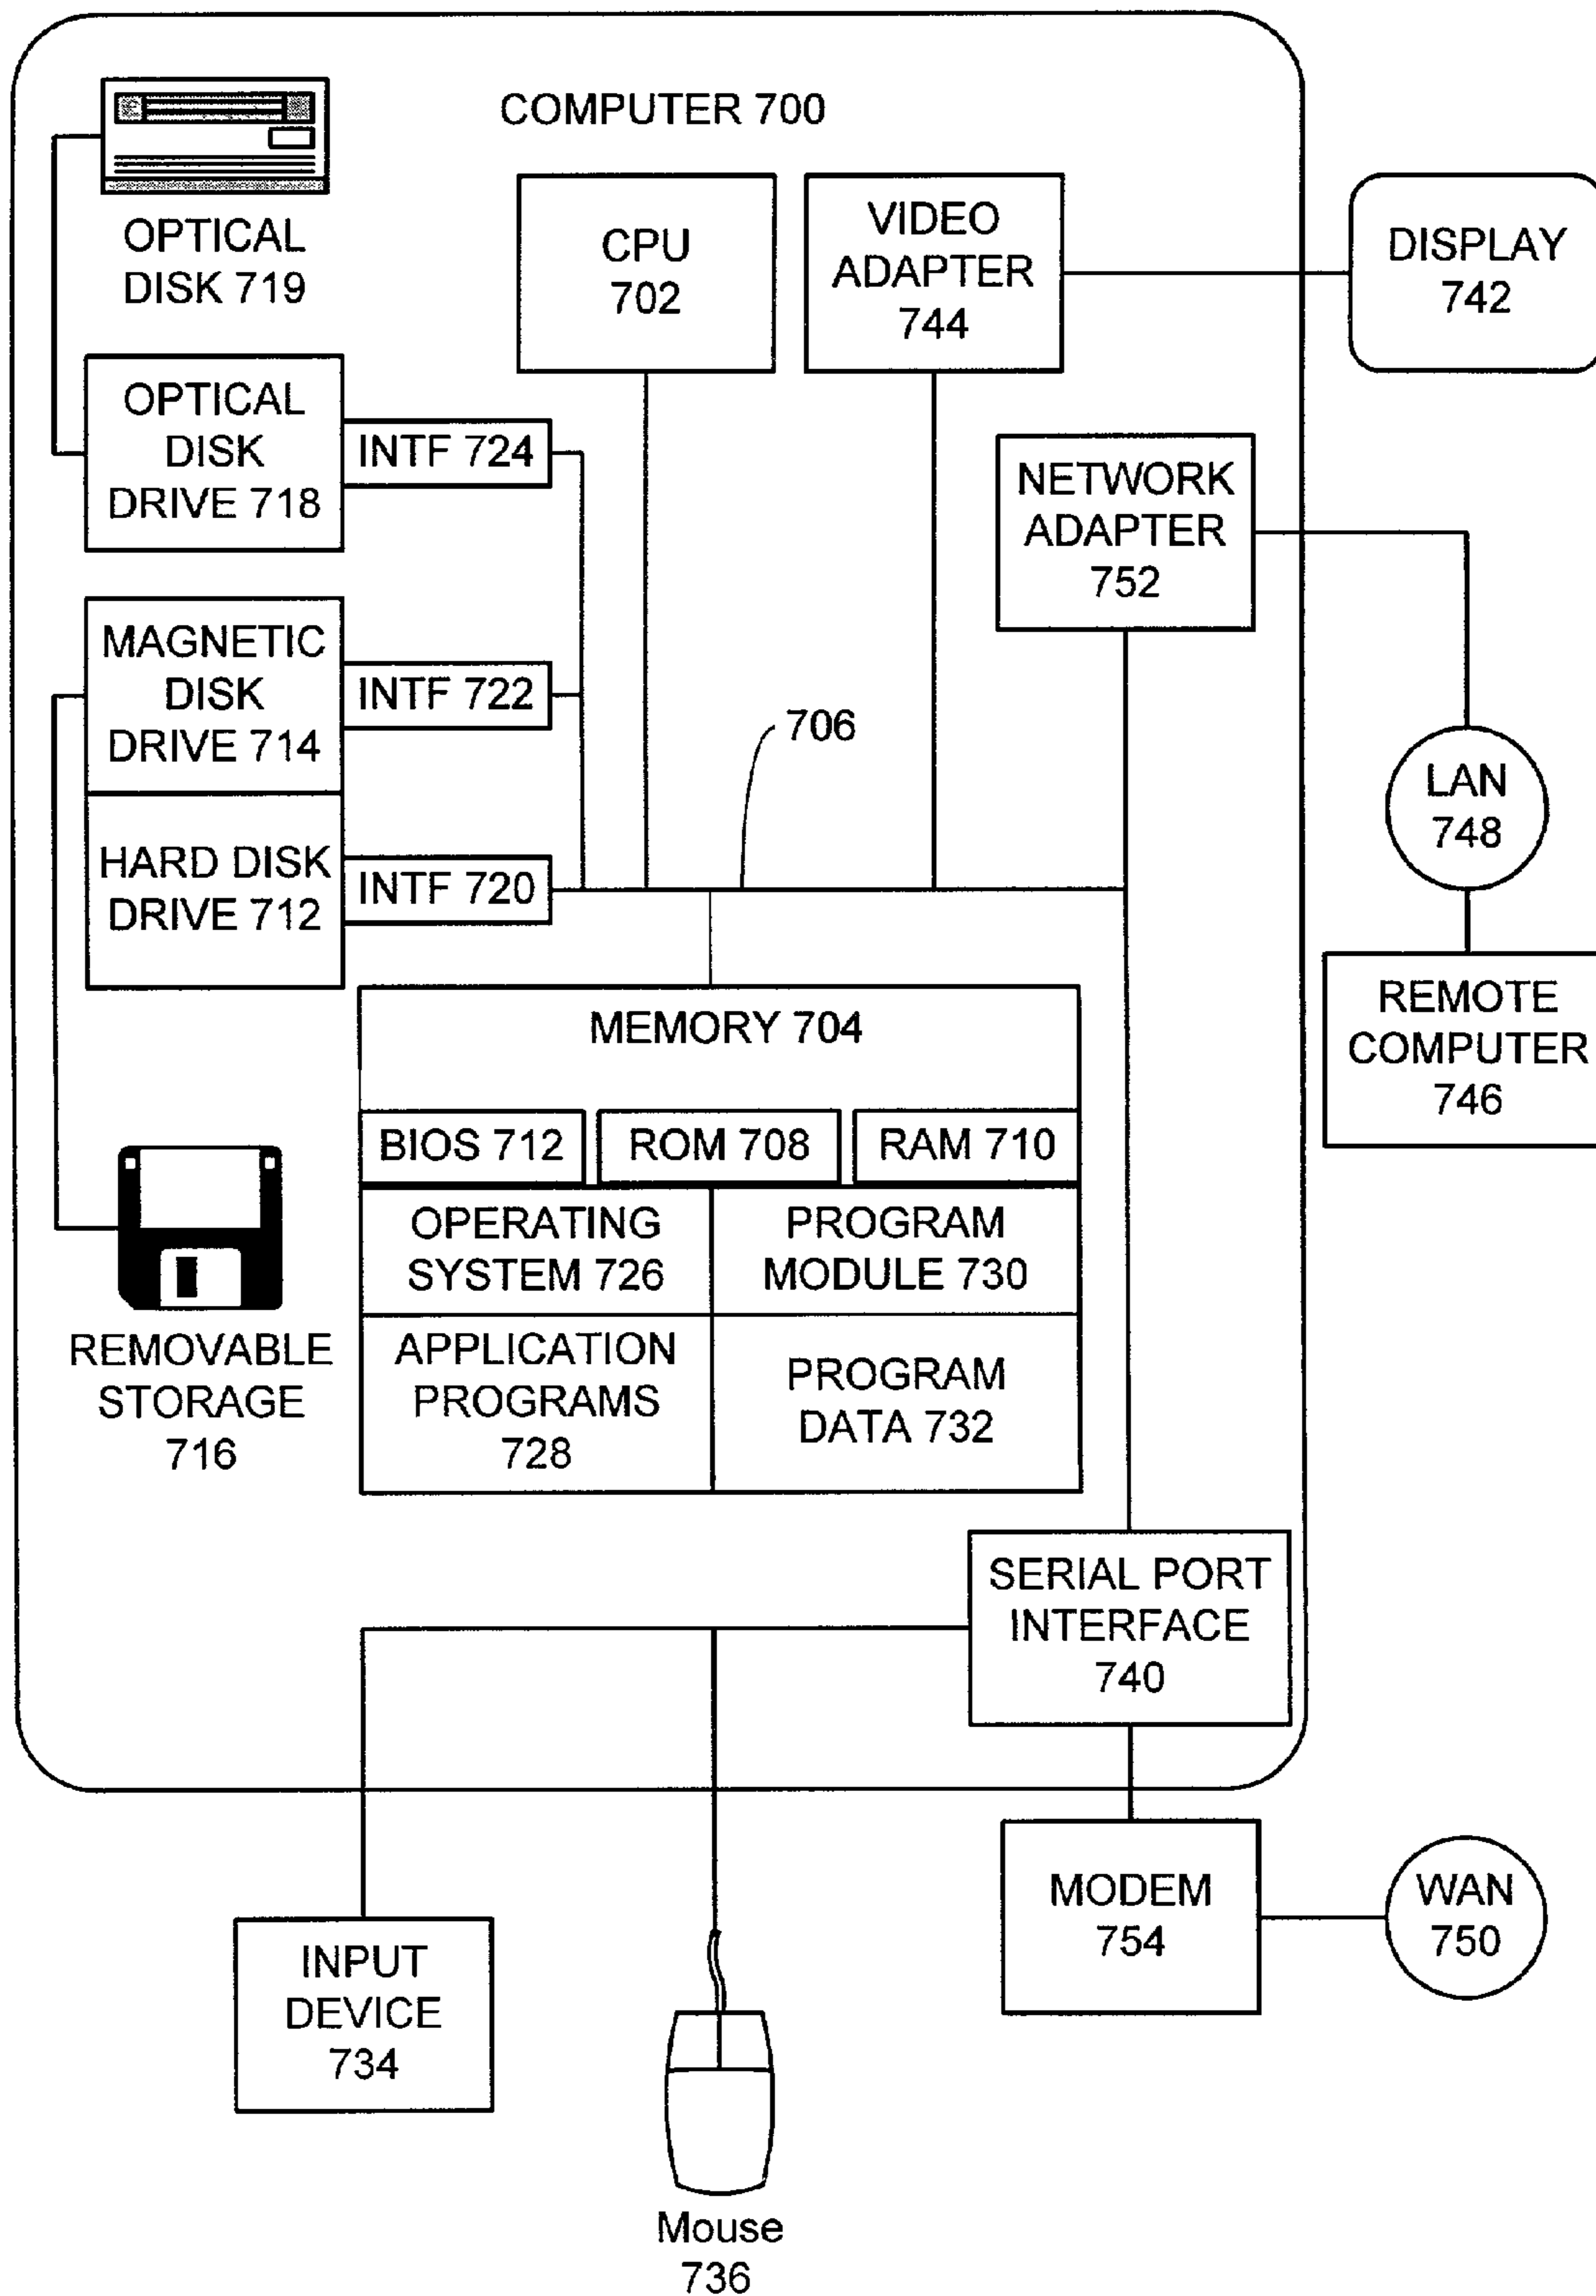 COMPUTER 700
OPTICAL
DISK 719
CPU
702
VIDEO
ADAPTER
744
DISPLAY
742
OPTICAL
DISK
DRIVE 718
INTF 724
NETWORK
ADAPTER
752
MAGNETIC
DISK
DRIVE 714
INTF 722
706
LAN
748
HARD DISK
DRIVE 712
INTF 720
REMOTE
COMPUTER
746
MEMORY 704
BIOS 712
ROM 708
RAM 710
OPERATING
SYSTEM 726
PROGRAM
MODULE 730
REMOVABLE
STORAGE
716
APPLICATION
PROGRAMS
728
PROGRAM
DATA 732
SERIAL PORT
INTERFACE
740
MODEM
754
WAN
750
INPUT
DEVICE
734
Mouse
736